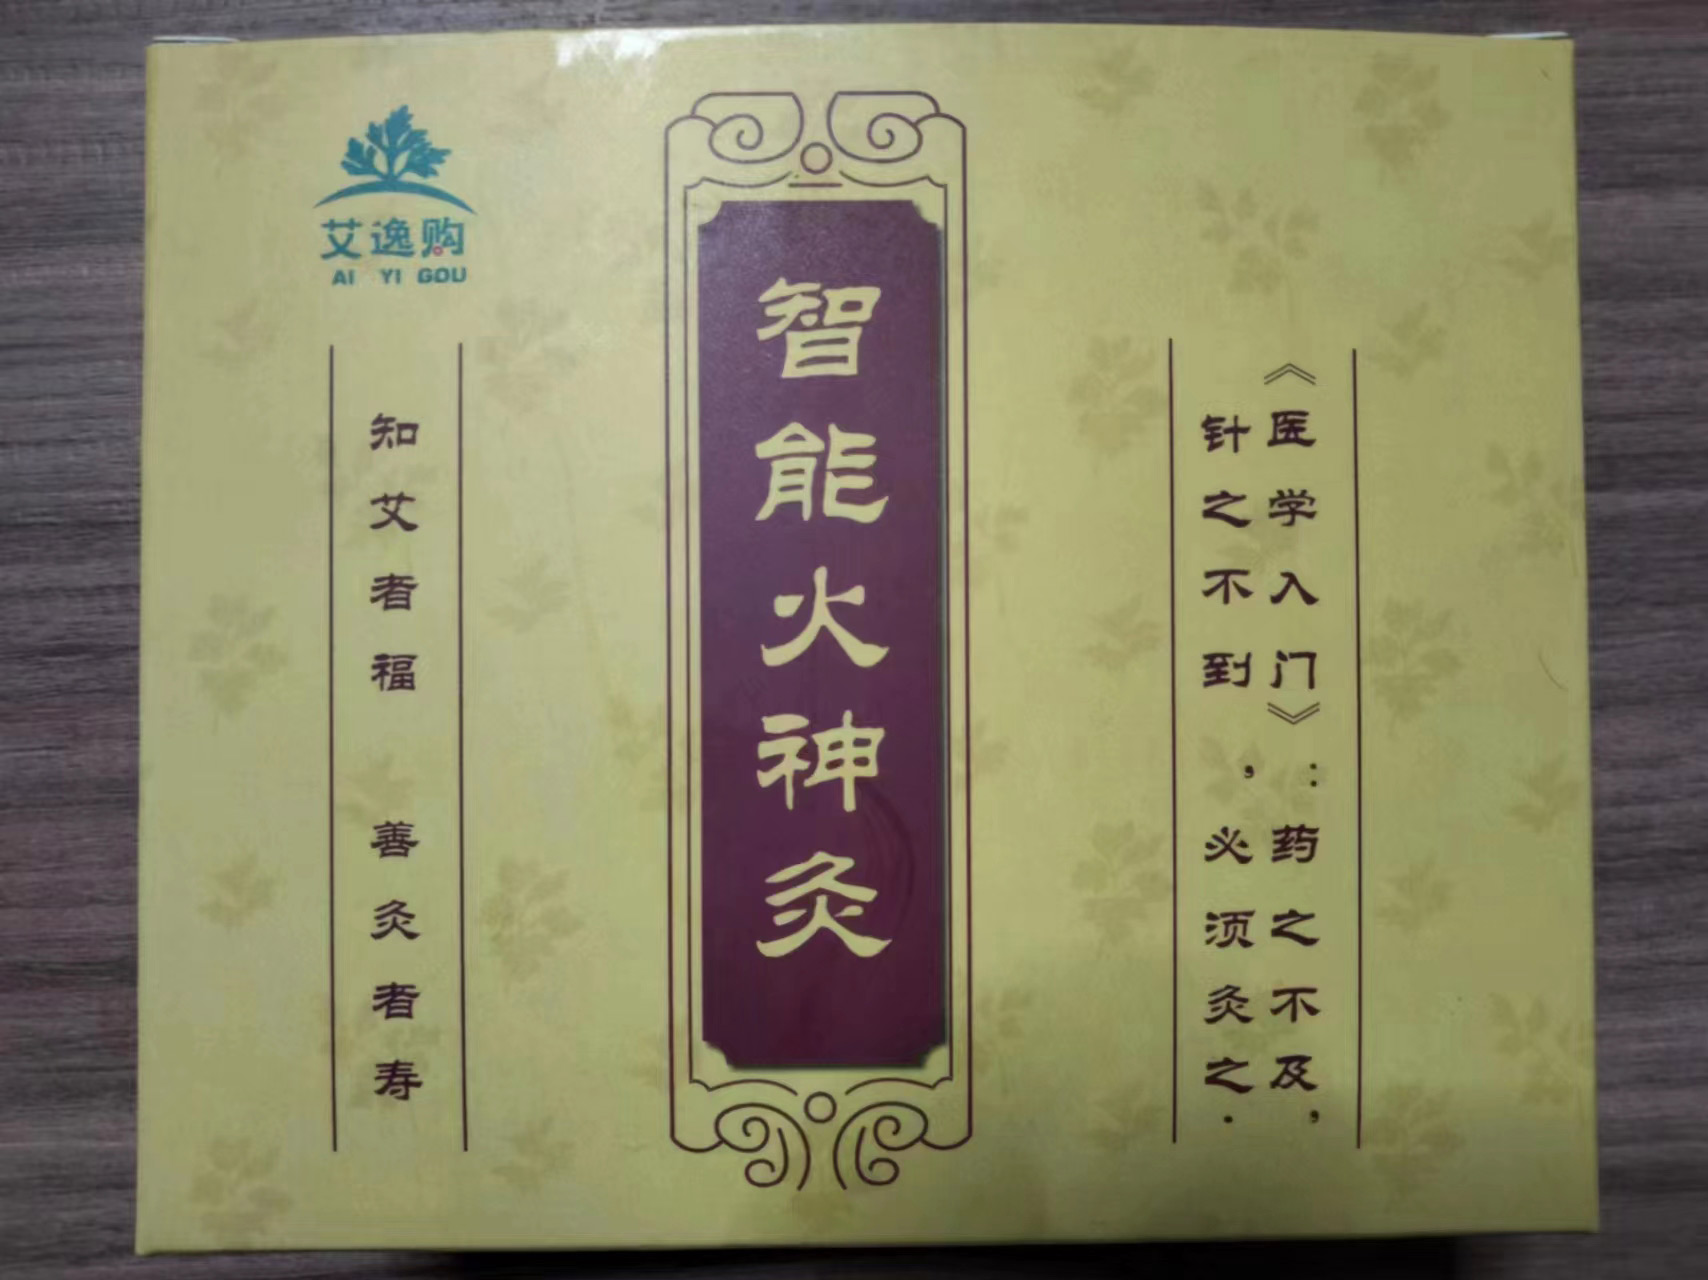 艾逸购
AI YI GOU
智能火神灸
《医学入门》：药之不及，
针之不到，必须灸之.
知艾者福 善灸者寿